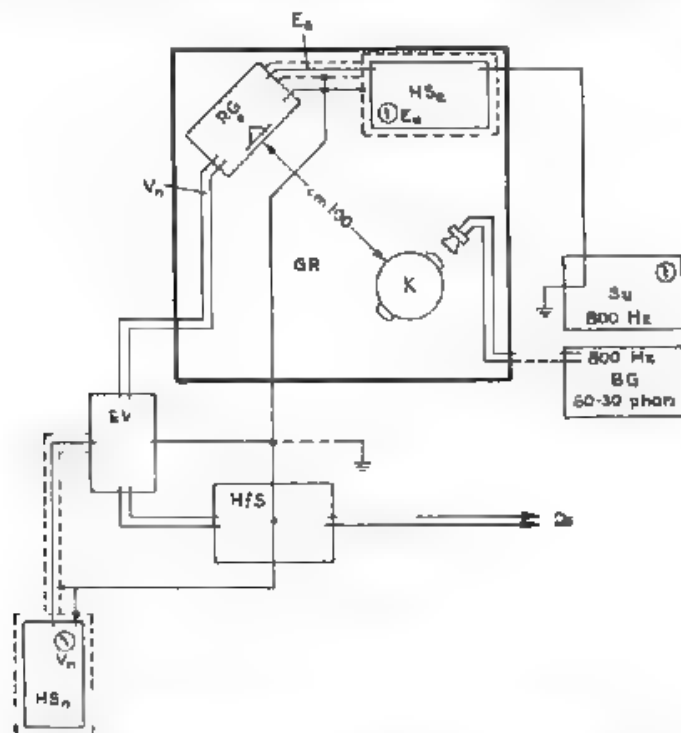 Ea
HSe
RGe
Ea
Vn
cm 100
GR
K
Su
800 Hz
800 Hz
BG
60-30 phon
EV
HfS
Vn
HSn